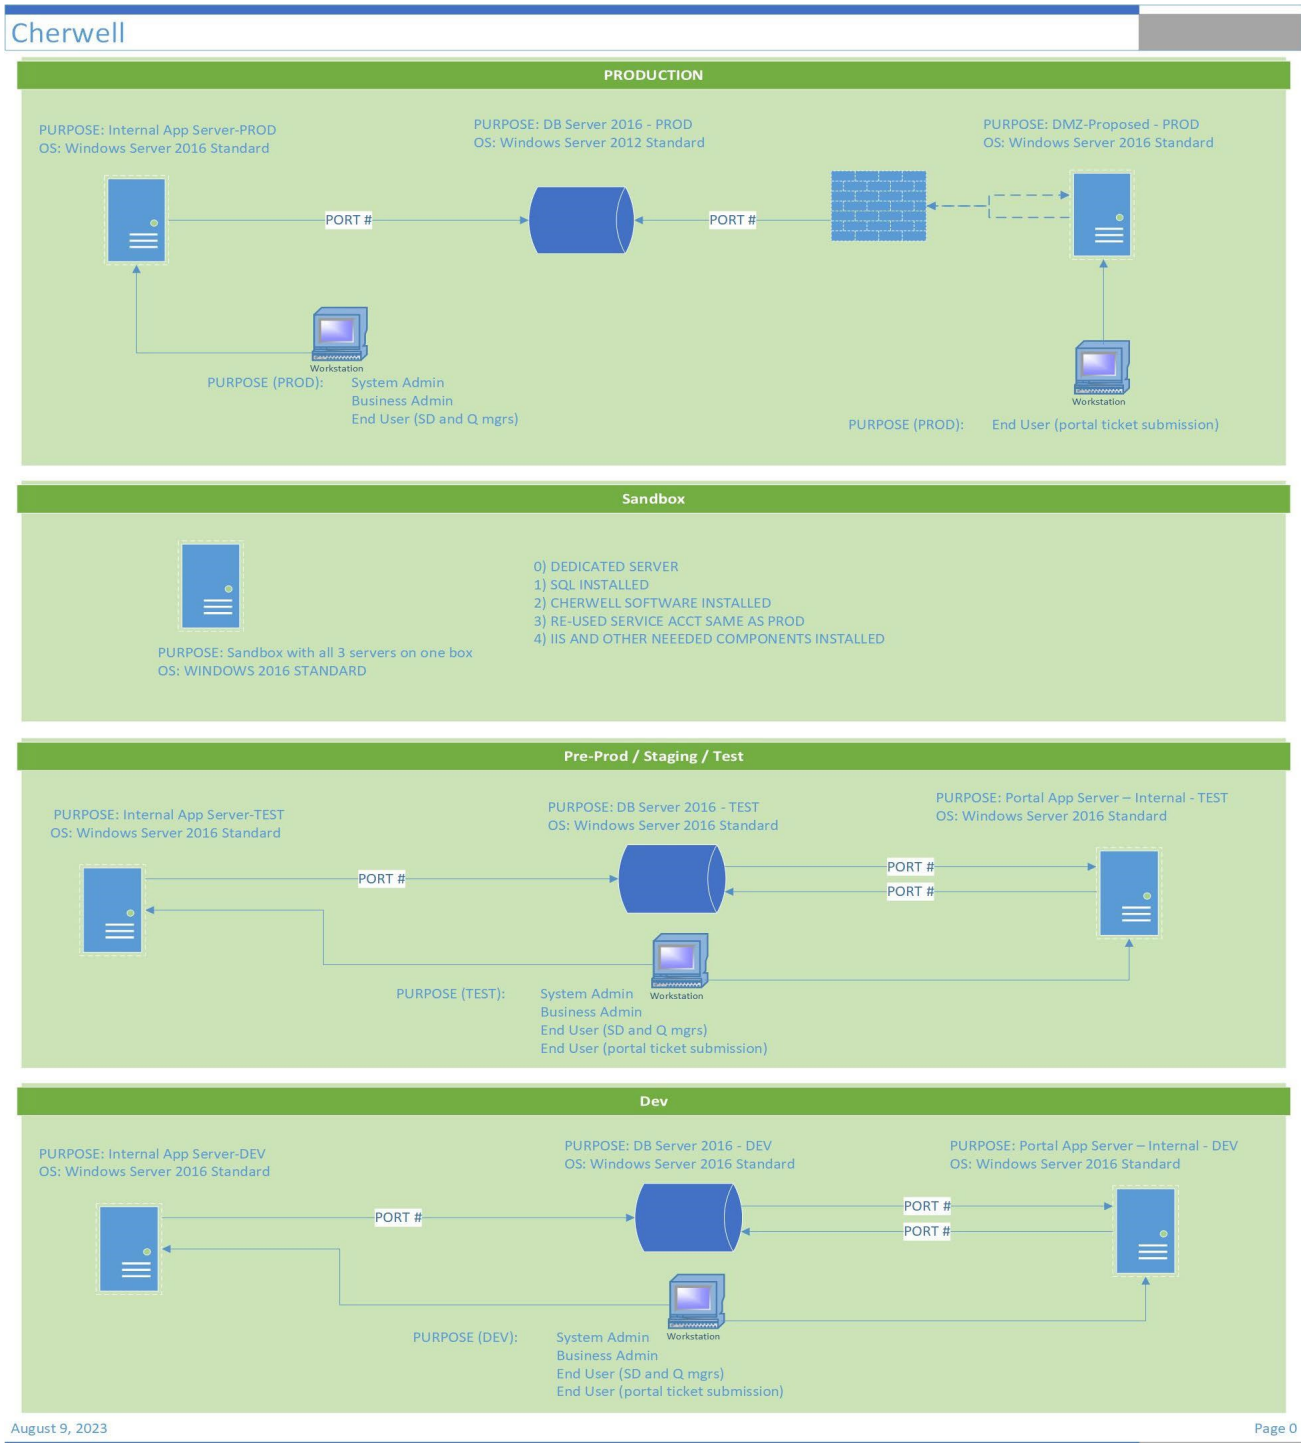 Cherwell
PRODUCTION
PURPOSE: Internal App Server-PROD
OS: Windows Server 2016 Standard
PURPOSE: DB Server 2016 - PROD
OS: Windows Server 2012 Standard
PURPOSE: DMZ-Proposed - PROD
OS: Windows Server 2016 Standard
PORT #
PORT #
Workstation
PURPOSE (PROD): System Admin
Business Admin
End User (SD and Q mgrs)
Workstation
PURPOSE (PROD): End User (portal ticket submission)
Sandbox
0) DEDICATED SERVER
1) SQL INSTALLED
2) CHERWELL SOFTWARE INSTALLED
3) RE-USED SERVICE ACCT SAME AS PROD
4) IIS AND OTHER NEEEDED COMPONENTS INSTALLED
PURPOSE: Sandbox with all 3 servers on one box
OS: WINDOWS 2016 STANDARD
Pre-Prod / Staging / Test
PURPOSE: Internal App Server-TEST
OS: Windows Server 2016 Standard
PURPOSE: DB Server 2016 - TEST
OS: Windows Server 2016 Standard
PURPOSE: Portal App Server – Internal - TEST
OS: Windows Server 2016 Standard
PORT #
PORT #
PORT #
Workstation
PURPOSE (TEST): System Admin
Business Admin
End User (SD and Q mgrs)
End User (portal ticket submission)
Dev
PURPOSE: Internal App Server-DEV
OS: Windows Server 2016 Standard
PURPOSE: DB Server 2016 - DEV
OS: Windows Server 2016 Standard
PURPOSE: Portal App Server – Internal - DEV
OS: Windows Server 2016 Standard
PORT #
PORT #
PORT #
Workstation
PURPOSE (DEV): System Admin
Business Admin
End User (SD and Q mgrs)
End User (portal ticket submission)
August 9, 2023
Page 0